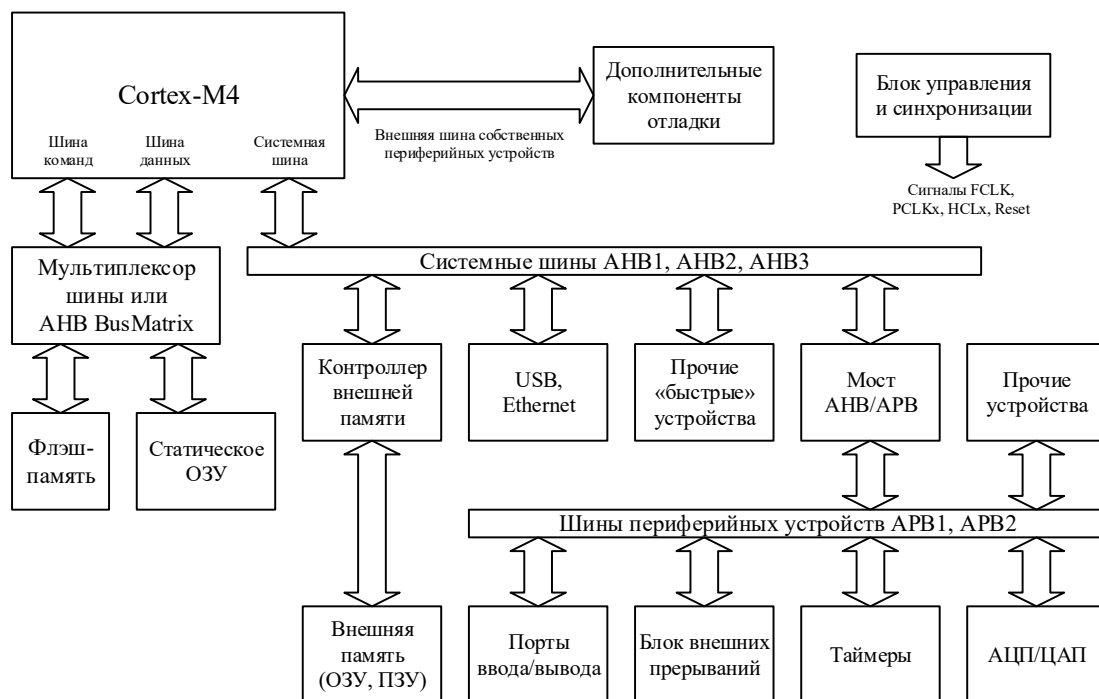 Cortex-M4
Шина
команд
Шина
данных
Системная
шина
Внешняя шина собственных
периферийных устройств
Дополнительные
компоненты
отладки
Блок управления
и синхронизации
Сигналы FCLK,
PCLKx, HCLx, Reset
Мультиплексор
шины или
AHB BusMatrix
Системные шины AHB1, AHB2, AHB3
Флэш-
память
Статическое
ОЗУ
Контроллер
внешней
памяти
USB,
Ethernet
Прочие
«быстрые»
устройства
Мост
AHB/APB
Прочие
устройства
Шины периферийных устройств APB1, APB2
Внешняя
память
(ОЗУ, ПЗУ)
Порты
ввода/вывода
Блок внешних
прерываний
Таймеры
АЦП/ЦАП